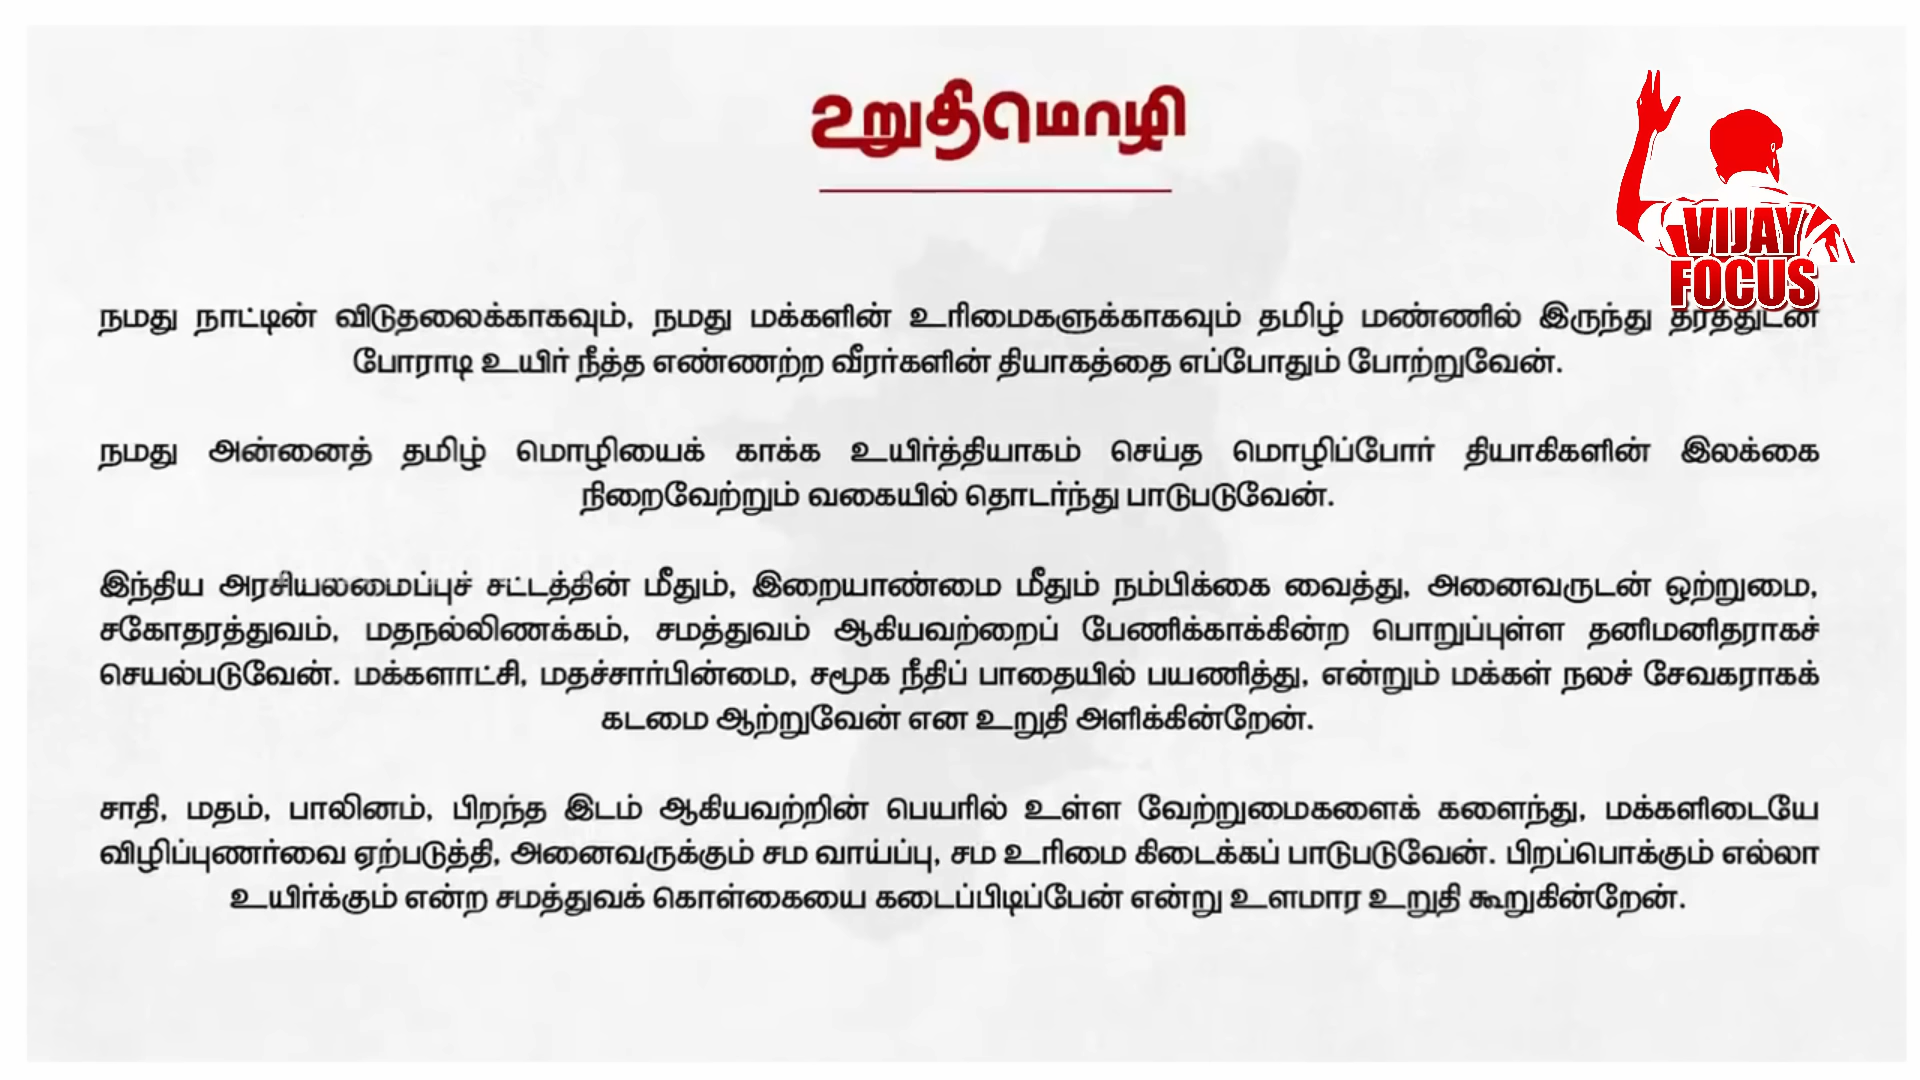 உறுதிமொழி
VIJAY
FOCUS
நமது நாட்டின் விடுதலைக்காகவும், நமது மக்களின் உரிமைகளுக்காகவும் தமிழ் மண்ணில் இருந்து தீரத்துடன்
போராடி உயிர் நீத்த எண்ணற்ற வீரர்களின் தியாகத்தை எப்போதும் போற்றுவேன்.
நமது அன்னைத் தமிழ் மொழியைக் காக்க உயிர்த்தியாகம் செய்த மொழிப்போர் தியாகிகளின் இலக்கை
நிறைவேற்றும் வகையில் தொடர்ந்து பாடுபடுவேன்.
இந்திய அரசியலமைப்புச் சட்டத்தின் மீதும், இறையாண்மை மீதும் நம்பிக்கை வைத்து, அனைவருடன் ஒற்றுமை,
சகோதரத்துவம், மதநல்லிணக்கம், சமத்துவம் ஆகியவற்றைப் பேணிக்காக்கின்ற பொறுப்புள்ள தனிமனிதராகச்
செயல்படுவேன். மக்களாட்சி, மதச்சார்பின்மை, சமூக நீதிப் பாதையில் பயணித்து, என்றும் மக்கள் நலச் சேவகராகக்
கடமை ஆற்றுவேன் என உறுதி அளிக்கின்றேன்.
சாதி, மதம், பாலினம், பிறந்த இடம் ஆகியவற்றின் பெயரில் உள்ள வேற்றுமைகளைக் களைந்து, மக்களிடையே
விழிப்புணர்வை ஏற்படுத்தி, அனைவருக்கும் சம வாய்ப்பு, சம உரிமை கிடைக்கப் பாடுபடுவேன். பிறப்பொக்கும் எல்லா
உயிர்க்கும் என்ற சமத்துவக் கொள்கையை கடைப்பிடிப்பேன் என்று உளமார உறுதி கூறுகின்றேன்.